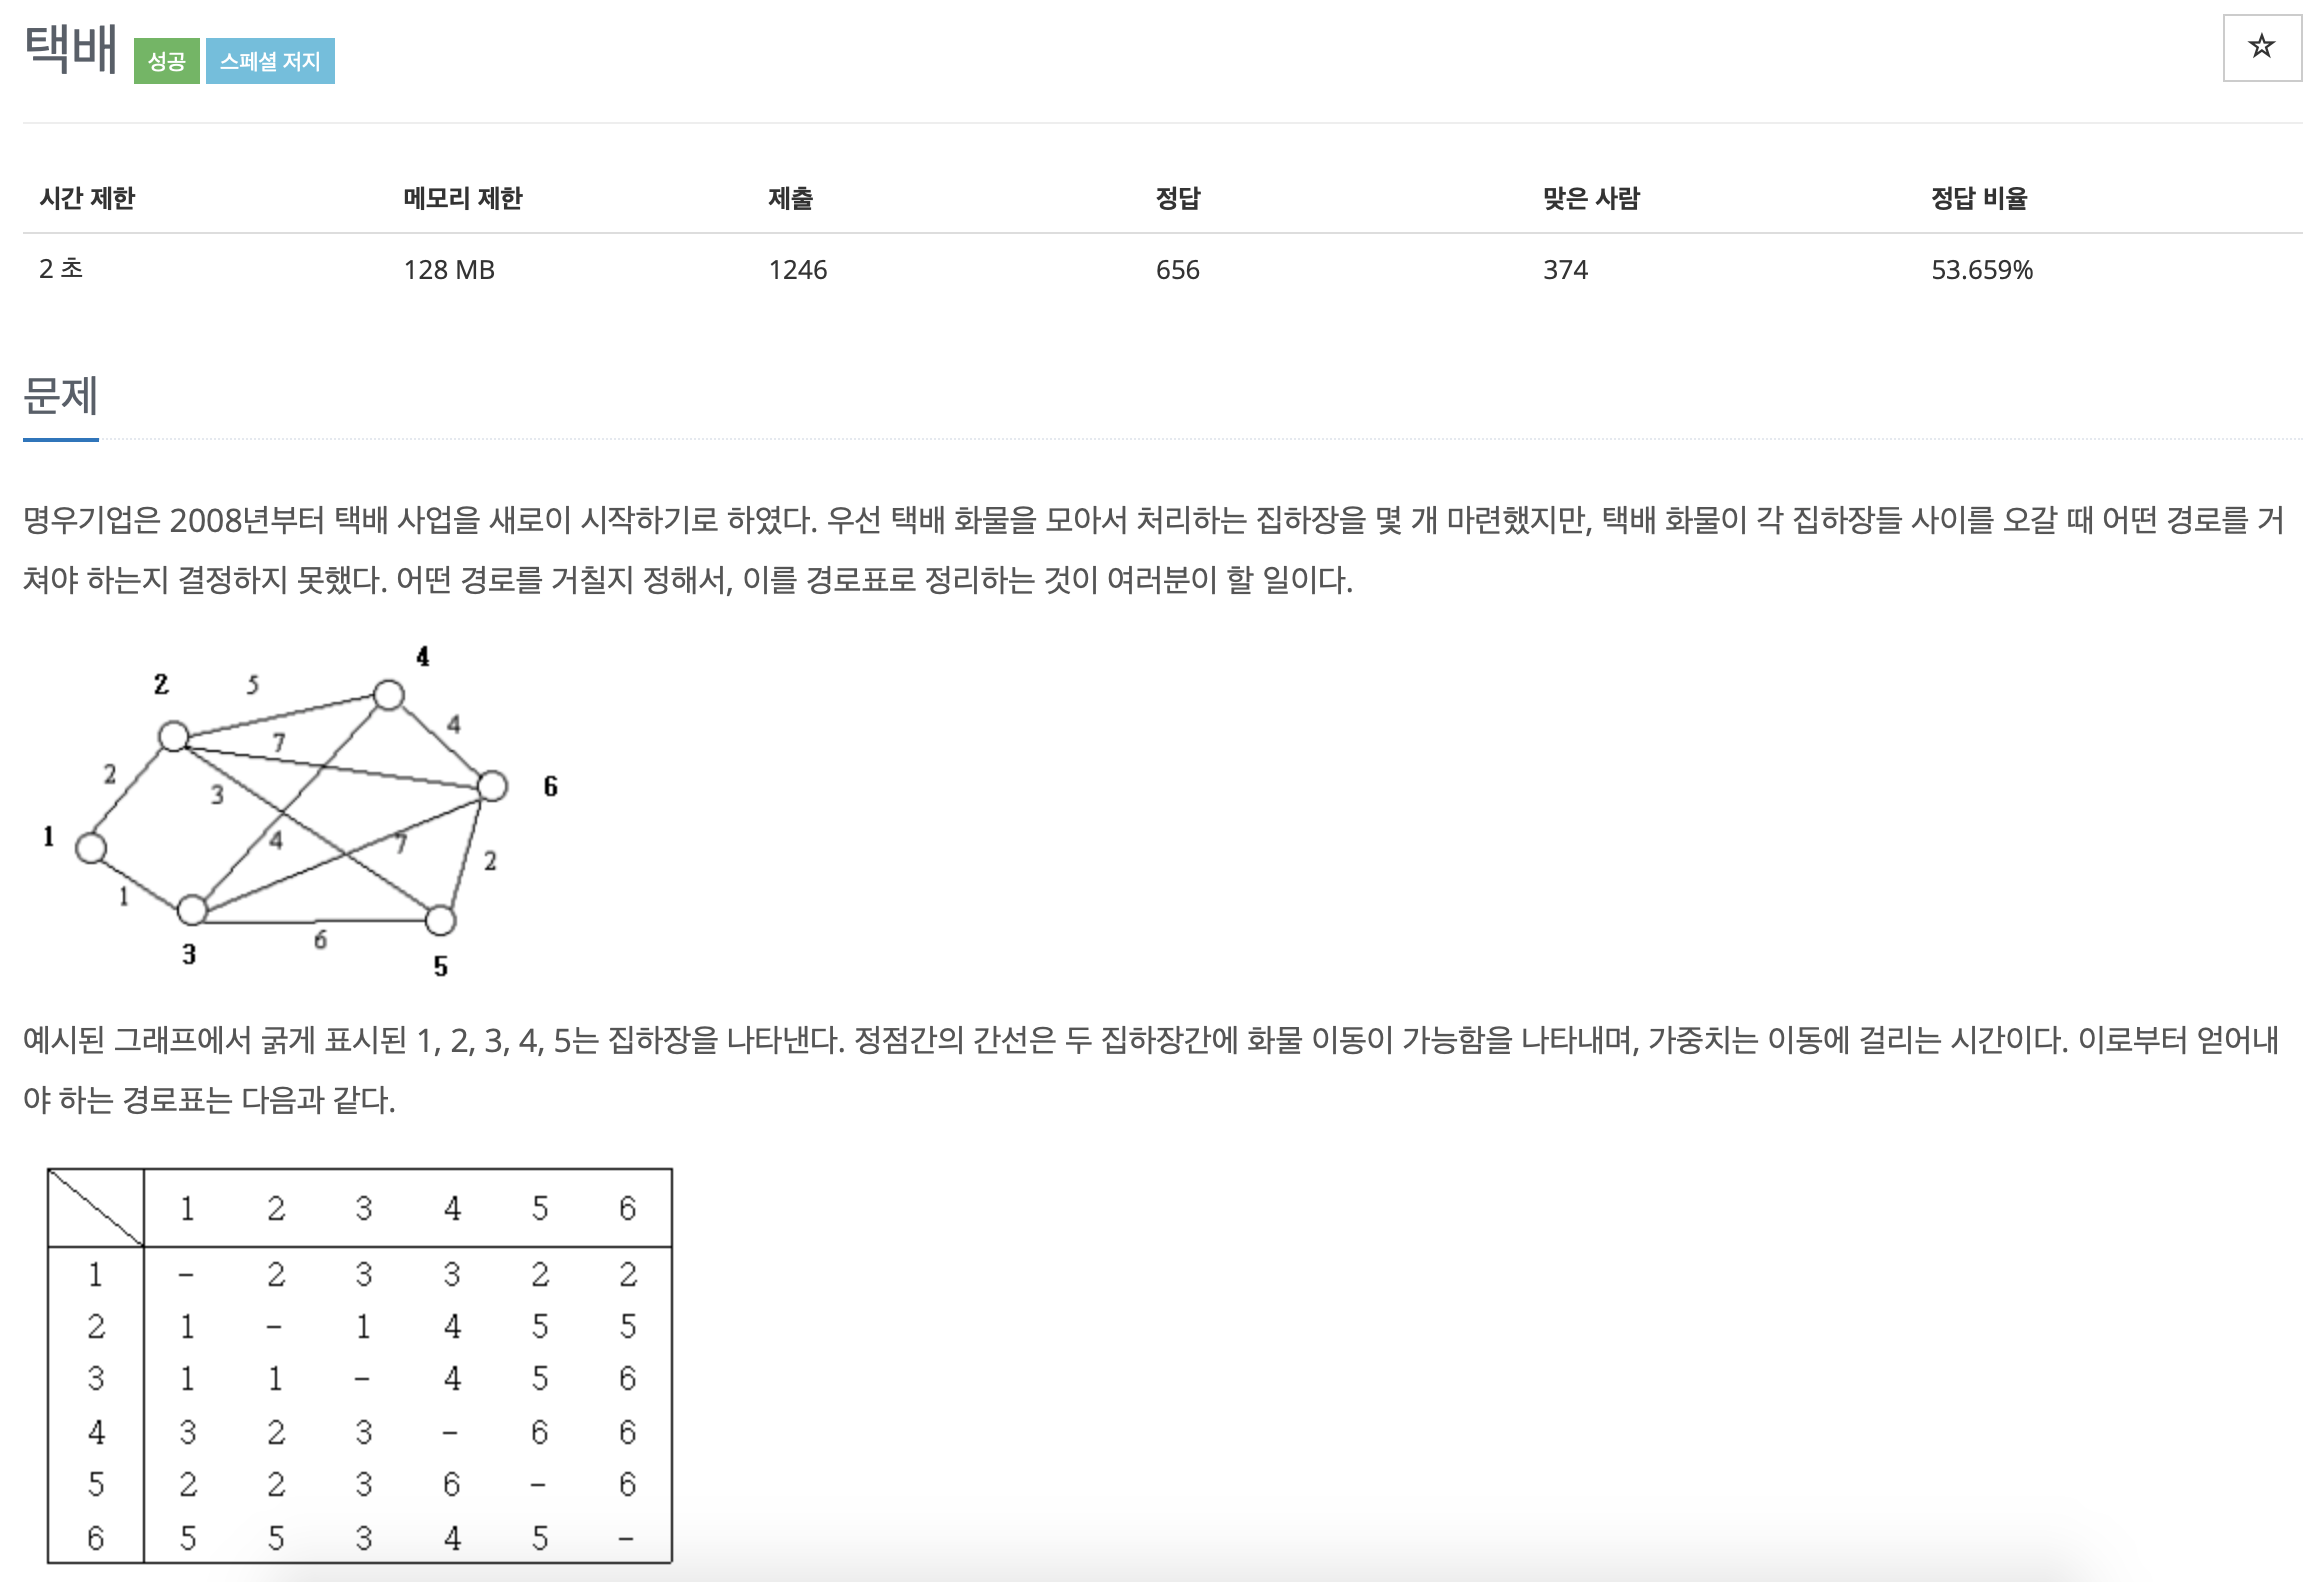 택배 성공 스페셜 저지
시간 제한 메모리 제한 제출 정답 맞은 사람 정답 비율
2 초 128 MB 1246 656 374 53.659%
문제
명우기업은 2008년부터 택배 사업을 새로이 시작하기로 하였다. 우선 택배 화물을 모아서 처리하는 집하장을 몇 개 마련했지만, 택배 화물이 각 집하장들 사이를 오갈 때 어떤 경로를 거
쳐야 하는지 결정하지 못했다. 어떤 경로를 거칠지 정해서, 이를 경로표로 정리하는 것이 여러분이 할 일이다.
4
2 5
4
7
2
3
6
1
4 7
2
1
6
3
5
예시된 그래프에서 굵게 표시된 1, 2, 3, 4, 5는 집하장을 나타낸다. 정점간의 간선은 두 집하장간에 화물 이동이 가능함을 나타내며, 가중치는 이동에 걸리는 시간이다. 이로부터 얻어내
야 하는 경로표는 다음과 같다.
1 2 3 4 5 6
1 - 2 3 3 2 2
2 1 - 1 4 5 5
3 1 1 - 4 5 6
4 3 2 3 - 6 6
5 2 2 3 6 - 6
6 5 5 3 4 5 -